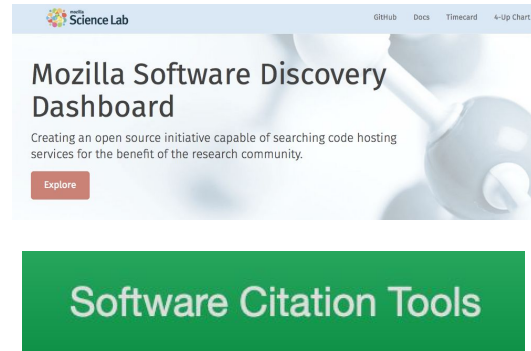 mozilla
Science Lab
GitHub Docs Timecard 4-Up Chart
Mozilla Software Discovery
Dashboard
Creating an open source initiative capable of searching code hosting
services for the benefit of the research community.
Explore
Software Citation Tools